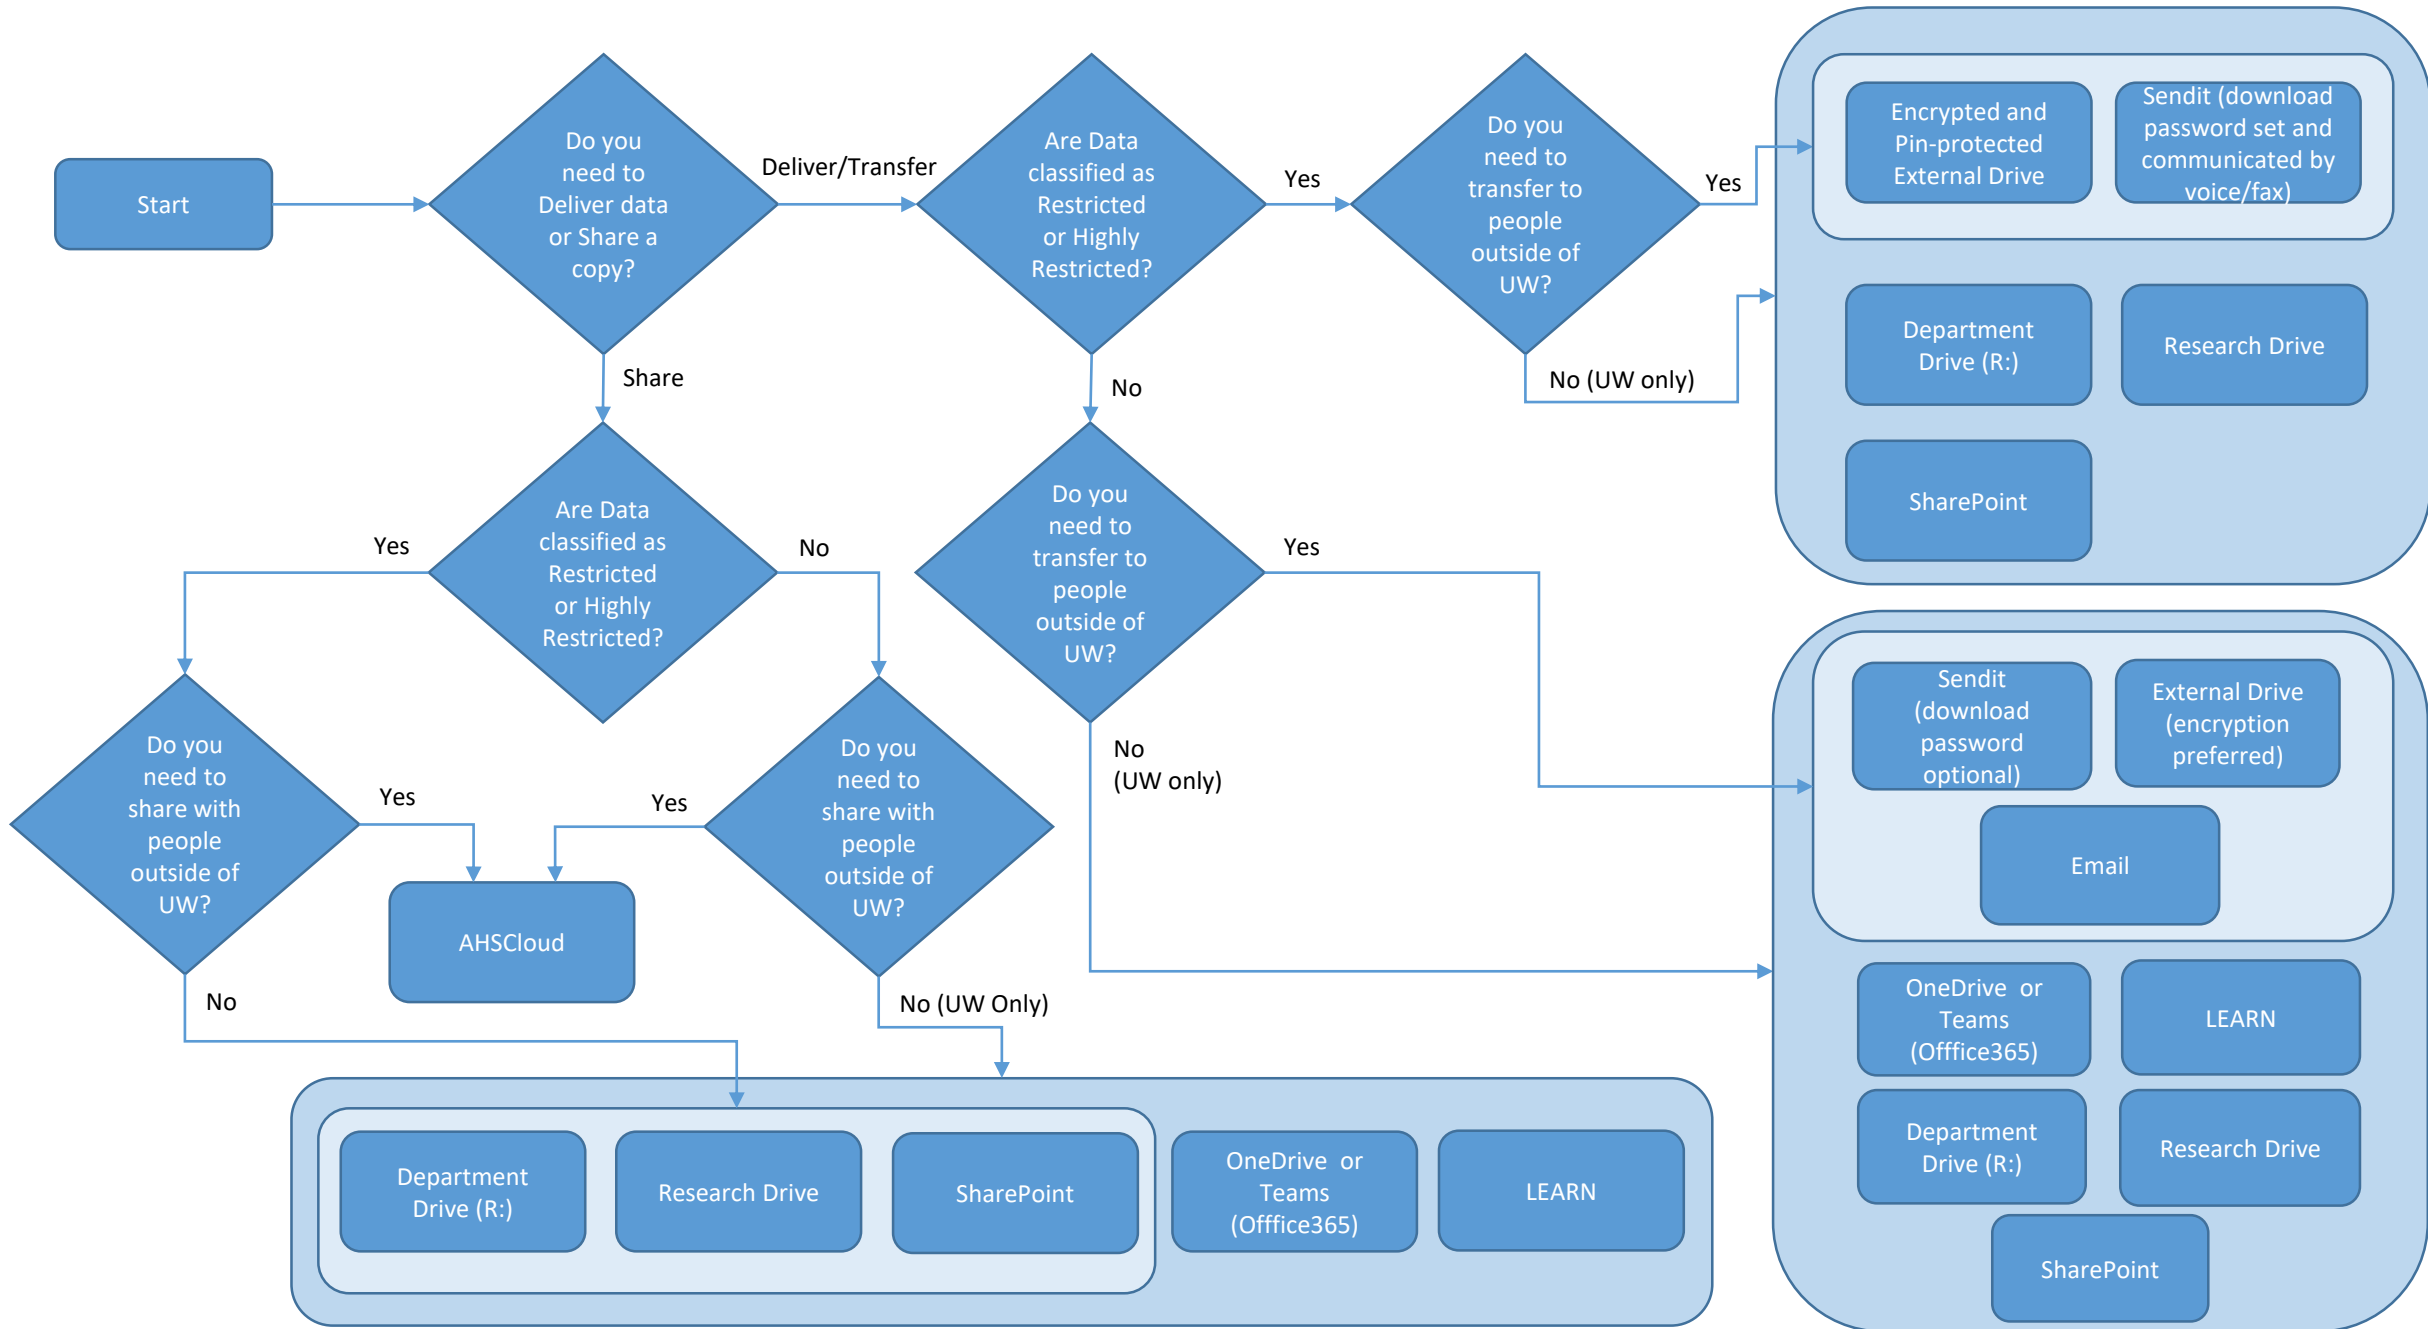 Start
Do you
need to
Deliver data
or Share a
copy?
Deliver/Transfer
Are Data
classified as
Restricted
or Highly
Restricted?
Yes
Do you
need to
transfer to
people
outside of
UW?
Yes
Encrypted and
Pin-protected
External Drive
Sendit (download
password set and
communicated by
voice/fax)
Department
Drive (R:)
Research Drive
SharePoint
No (UW only)
Share
No
Are Data
classified as
Restricted
or Highly
Restricted?
Yes
No
Do you
need to
transfer to
people
outside of
UW?
Yes
No
(UW only)
Sendit
(download
password
optional)
External Drive
(encryption
preferred)
Email
OneDrive or
Teams
(Offfice365)
LEARN
Department
Drive (R:)
Research Drive
SharePoint
Do you
need to
share with
people
outside of
UW?
Yes
No
AHSCloud
Do you
need to
share with
people
outside of
UW?
Yes
No (UW Only)
Department
Drive (R:)
Research Drive
SharePoint
OneDrive or
Teams
(Offfice365)
LEARN